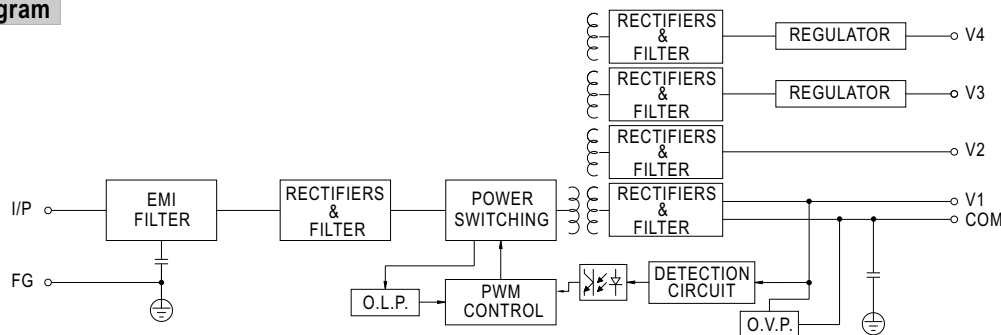 gram
RECTIFIERS
&
FILTER
REGULATOR
V4
RECTIFIERS
&
FILTER
REGULATOR
V3
RECTIFIERS
&
FILTER
V2
I/P
EMI
FILTER
RECTIFIERS
&
FILTER
POWER
SWITCHING
RECTIFIERS
&
FILTER
V1
COM
FG
O.L.P.
PWM
CONTROL
DETECTION
CIRCUIT
O.V.P.